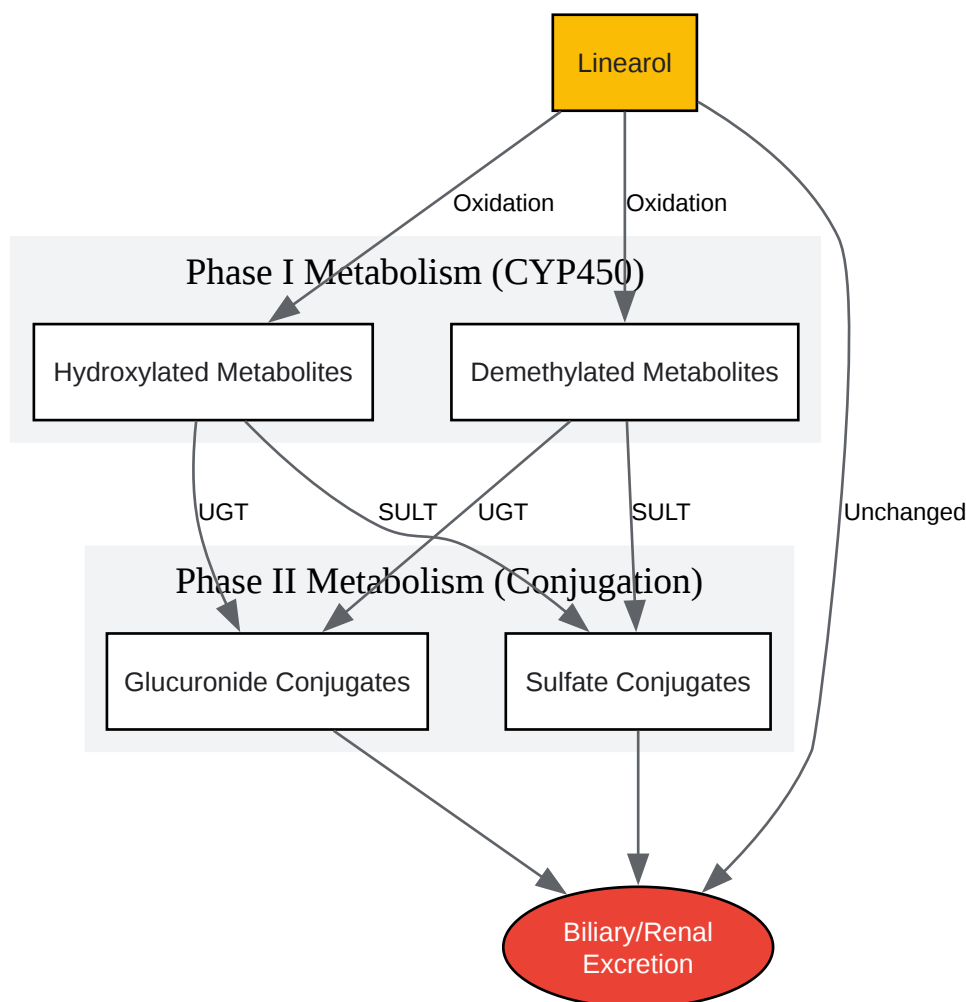 Linearol
Oxidation
Oxidation
Phase I Metabolism (CYP450)
Hydroxylated Metabolites
Demethylated Metabolites
UGT
SULT
UGT
SULT
Unchanged
Phase II Metabolism (Conjugation)
Glucuronide Conjugates
Sulfate Conjugates
Biliary/Renal
Excretion